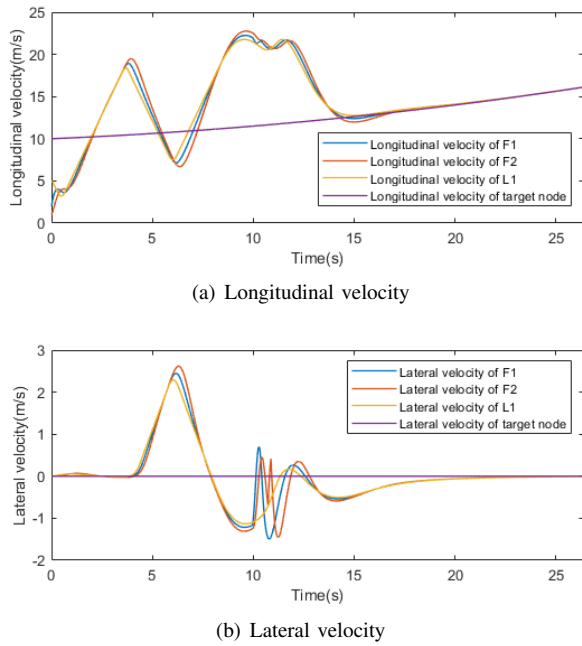 25
20
15
10
5
0
Longitudinal velocity(m/s)
Longitudinal velocity of F1
Longitudinal velocity of F2
Longitudinal velocity of L1
Longitudinal velocity of target node
0 5 10 15 20 25
Time(s)
(a) Longitudinal velocity
3
2
1
0
-1
-2
Lateral velocity(m/s)
Lateral velocity of F1
Lateral velocity of F2
Lateral velocity of L1
Lateral velocity of target node
0 5 10 15 20 25
Time(s)
(b) Lateral velocity